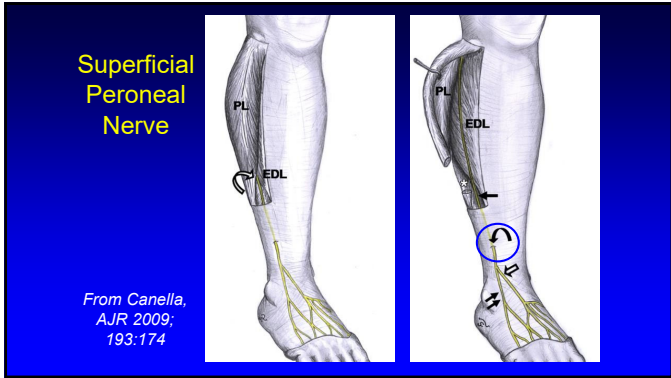 Superficial
Peroneal
Nerve
PL
EDL
PL
EDL
From Canella,
AJR 2009;
193:174